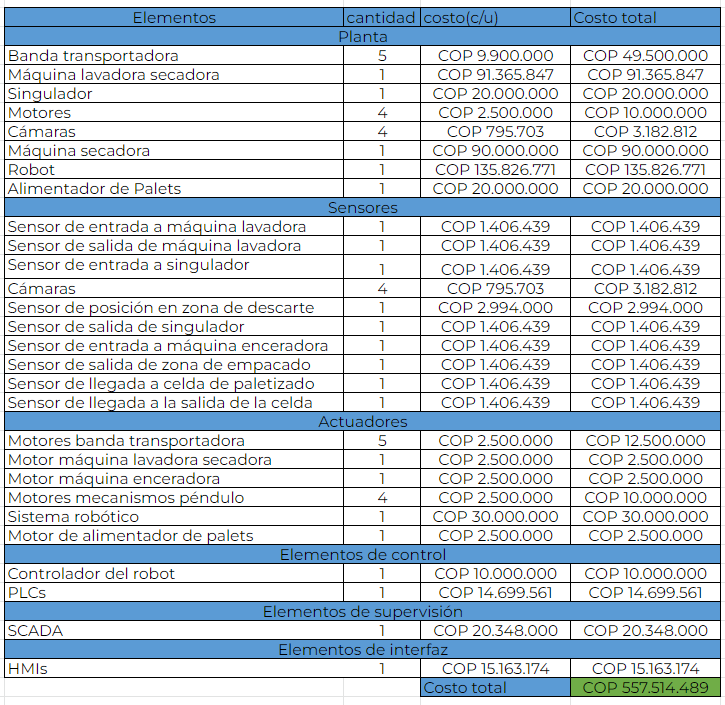 Elementos cantidad costo(c/u) Costo total
Planta
Banda transportadora 5 COP 9.900.000 COP 49.500.000
Máquina lavadora secadora 1 COP 91.365.847 COP 91.365.847
Singulador 1 COP 20.000.000 COP 20.000.000
Motores 4 COP 2.500.000 COP 10.000.000
Cámaras 4 COP 795.703 COP 3.182.812
Máquina secadora 1 COP 90.000.000 COP 90.000.000
Robot 1 COP 135.826.771 COP 135.826.771
Alimentador de Palets 1 COP 20.000.000 COP 20.000.000
Sensores
Sensor de entrada a máquina lavadora 1 COP 1.406.439 COP 1.406.439
Sensor de salida de máquina lavadora 1 COP 1.406.439 COP 1.406.439
Sensor de entrada a singulador 1 COP 1.406.439 COP 1.406.439
Cámaras 4 COP 795.703 COP 3.182.812
Sensor de posición en zona de descarte 1 COP 2.994.000 COP 2.994.000
Sensor de salida de singulador 1 COP 1.406.439 COP 1.406.439
Sensor de entrada a máquina enceradora 1 COP 1.406.439 COP 1.406.439
Sensor de salida de zona de empacado 1 COP 1.406.439 COP 1.406.439
Sensor de llegada a celda de paletizado 1 COP 1.406.439 COP 1.406.439
Sensor de llegada a la salida de la celda 1 COP 1.406.439 COP 1.406.439
Actuadores
Motores banda transportadora 5 COP 2.500.000 COP 12.500.000
Motor máquina lavadora secadora 1 COP 2.500.000 COP 2.500.000
Motor máquina enceradora 1 COP 2.500.000 COP 2.500.000
Motores mecanismos péndulo 4 COP 2.500.000 COP 10.000.000
Sistema robótico 1 COP 30.000.000 COP 30.000.000
Motor de alimentador de palets 1 COP 2.500.000 COP 2.500.000
Elementos de control
Controlador del robot 1 COP 10.000.000 COP 10.000.000
PLCs 1 COP 14.699.561 COP 14.699.561
Elementos de supervisión
SCADA 1 COP 20.348.000 COP 20.348.000
Elementos de interfaz
HMIs 1 COP 15.163.174 COP 15.163.174
Costo total COP 557.514.489